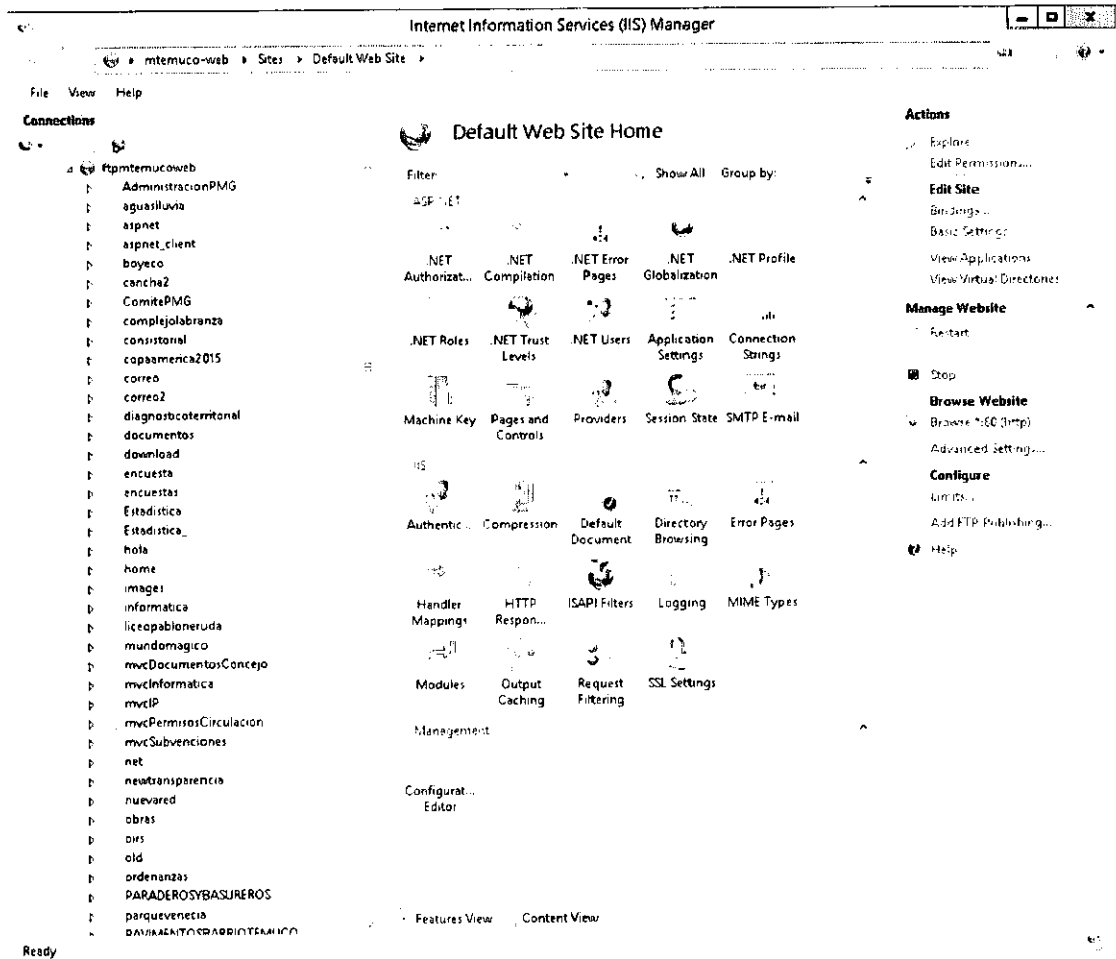 Internet Information Services (IIS) Manager
mtemuco-web ▸ Sites ▸ Default Web Site ▸
File View Help
Connections
ftpmtemucoweb
AdministracionPMG
aguaslluvia
aspnet
aspnet_client
boyeco
cancha2
ComitePMG
complejolabranza
consistorial
copaamerica2015
correo
correo2
diagnosticoterritorial
documentos
download
encuesta
encuestas
Estadistica
Estadistica_
hola
home
images
informatica
liceopabloneruda
mundomagico
mvcDocumentosConcejo
mvcInformatica
mvcIP
mvcPermisosCirculacion
mvcSubvenciones
net
newtransparencia
nuevared
obras
oirs
old
ordenanzas
PARADEROSYBASUREROS
parquevenecia
PAVIMENTOSBARRIOTEMUCO
Ready
Default Web Site Home
Filter: Show All Group by:
ASP.NET
.NET Authorizat...
.NET Compilation
.NET Error Pages
.NET Globalization
.NET Profile
.NET Roles
.NET Trust Levels
.NET Users
Application Settings
Connection Strings
Machine Key
Pages and Controls
Providers
Session State
SMTP E-mail
IIS
Authentic...
Compression
Default Document
Directory Browsing
Error Pages
Handler Mappings
HTTP Respon...
ISAPI Filters
Logging
MIME Types
Modules
Output Caching
Request Filtering
SSL Settings
Management
Configurat... Editor
Features View Content View
Actions
Explore
Edit Permissions...
Edit Site
Bindings...
Basic Settings
View Applications
View Virtual Directories
Manage Website
Restart
Stop
Browse Website
Browse *:80 (http)
Advanced Settings...
Configure
Limits...
Add FTP Publishing...
Help